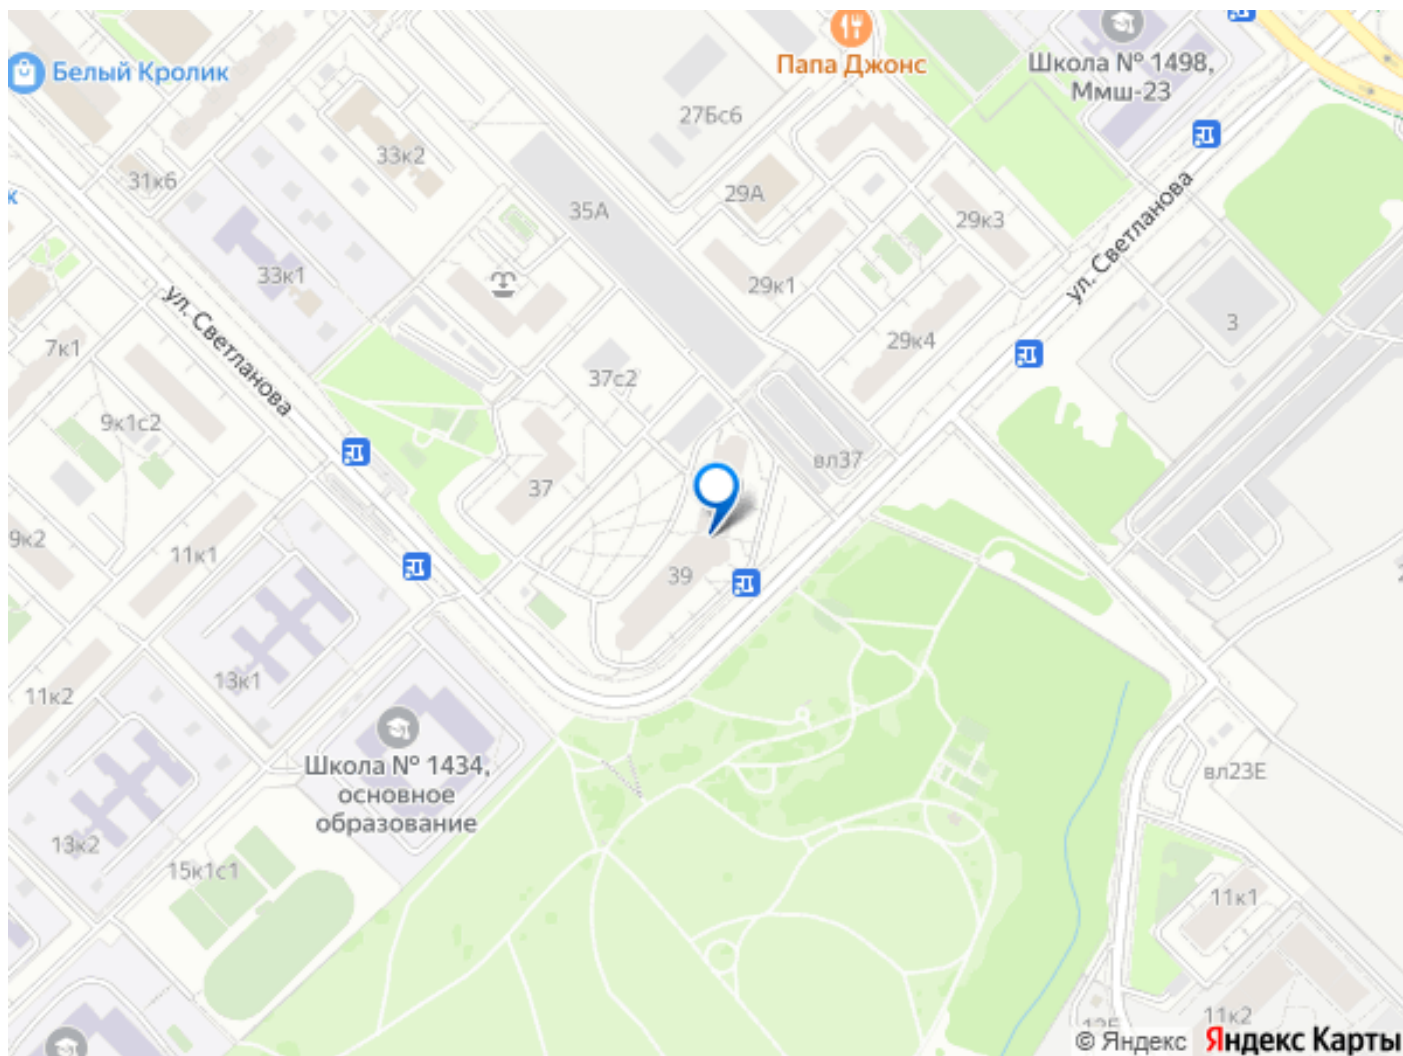 Папа Джонс
Школа № 1498,
Ммш-23
Белый Кролик
27Бс6
33к2
31к6
29А
35А
29к3
ул. Светланова
33к1
29к1
3
ул. Светланова
7к1
29к4
37с2
9к1с2
вл37
37
9к2
11к1
39
13к1
11к2
Школа № 1434,
основное
образование
вл23Е
13к2
15к1с1
11к1
11к2
© Яндекс
Яндекс Карты